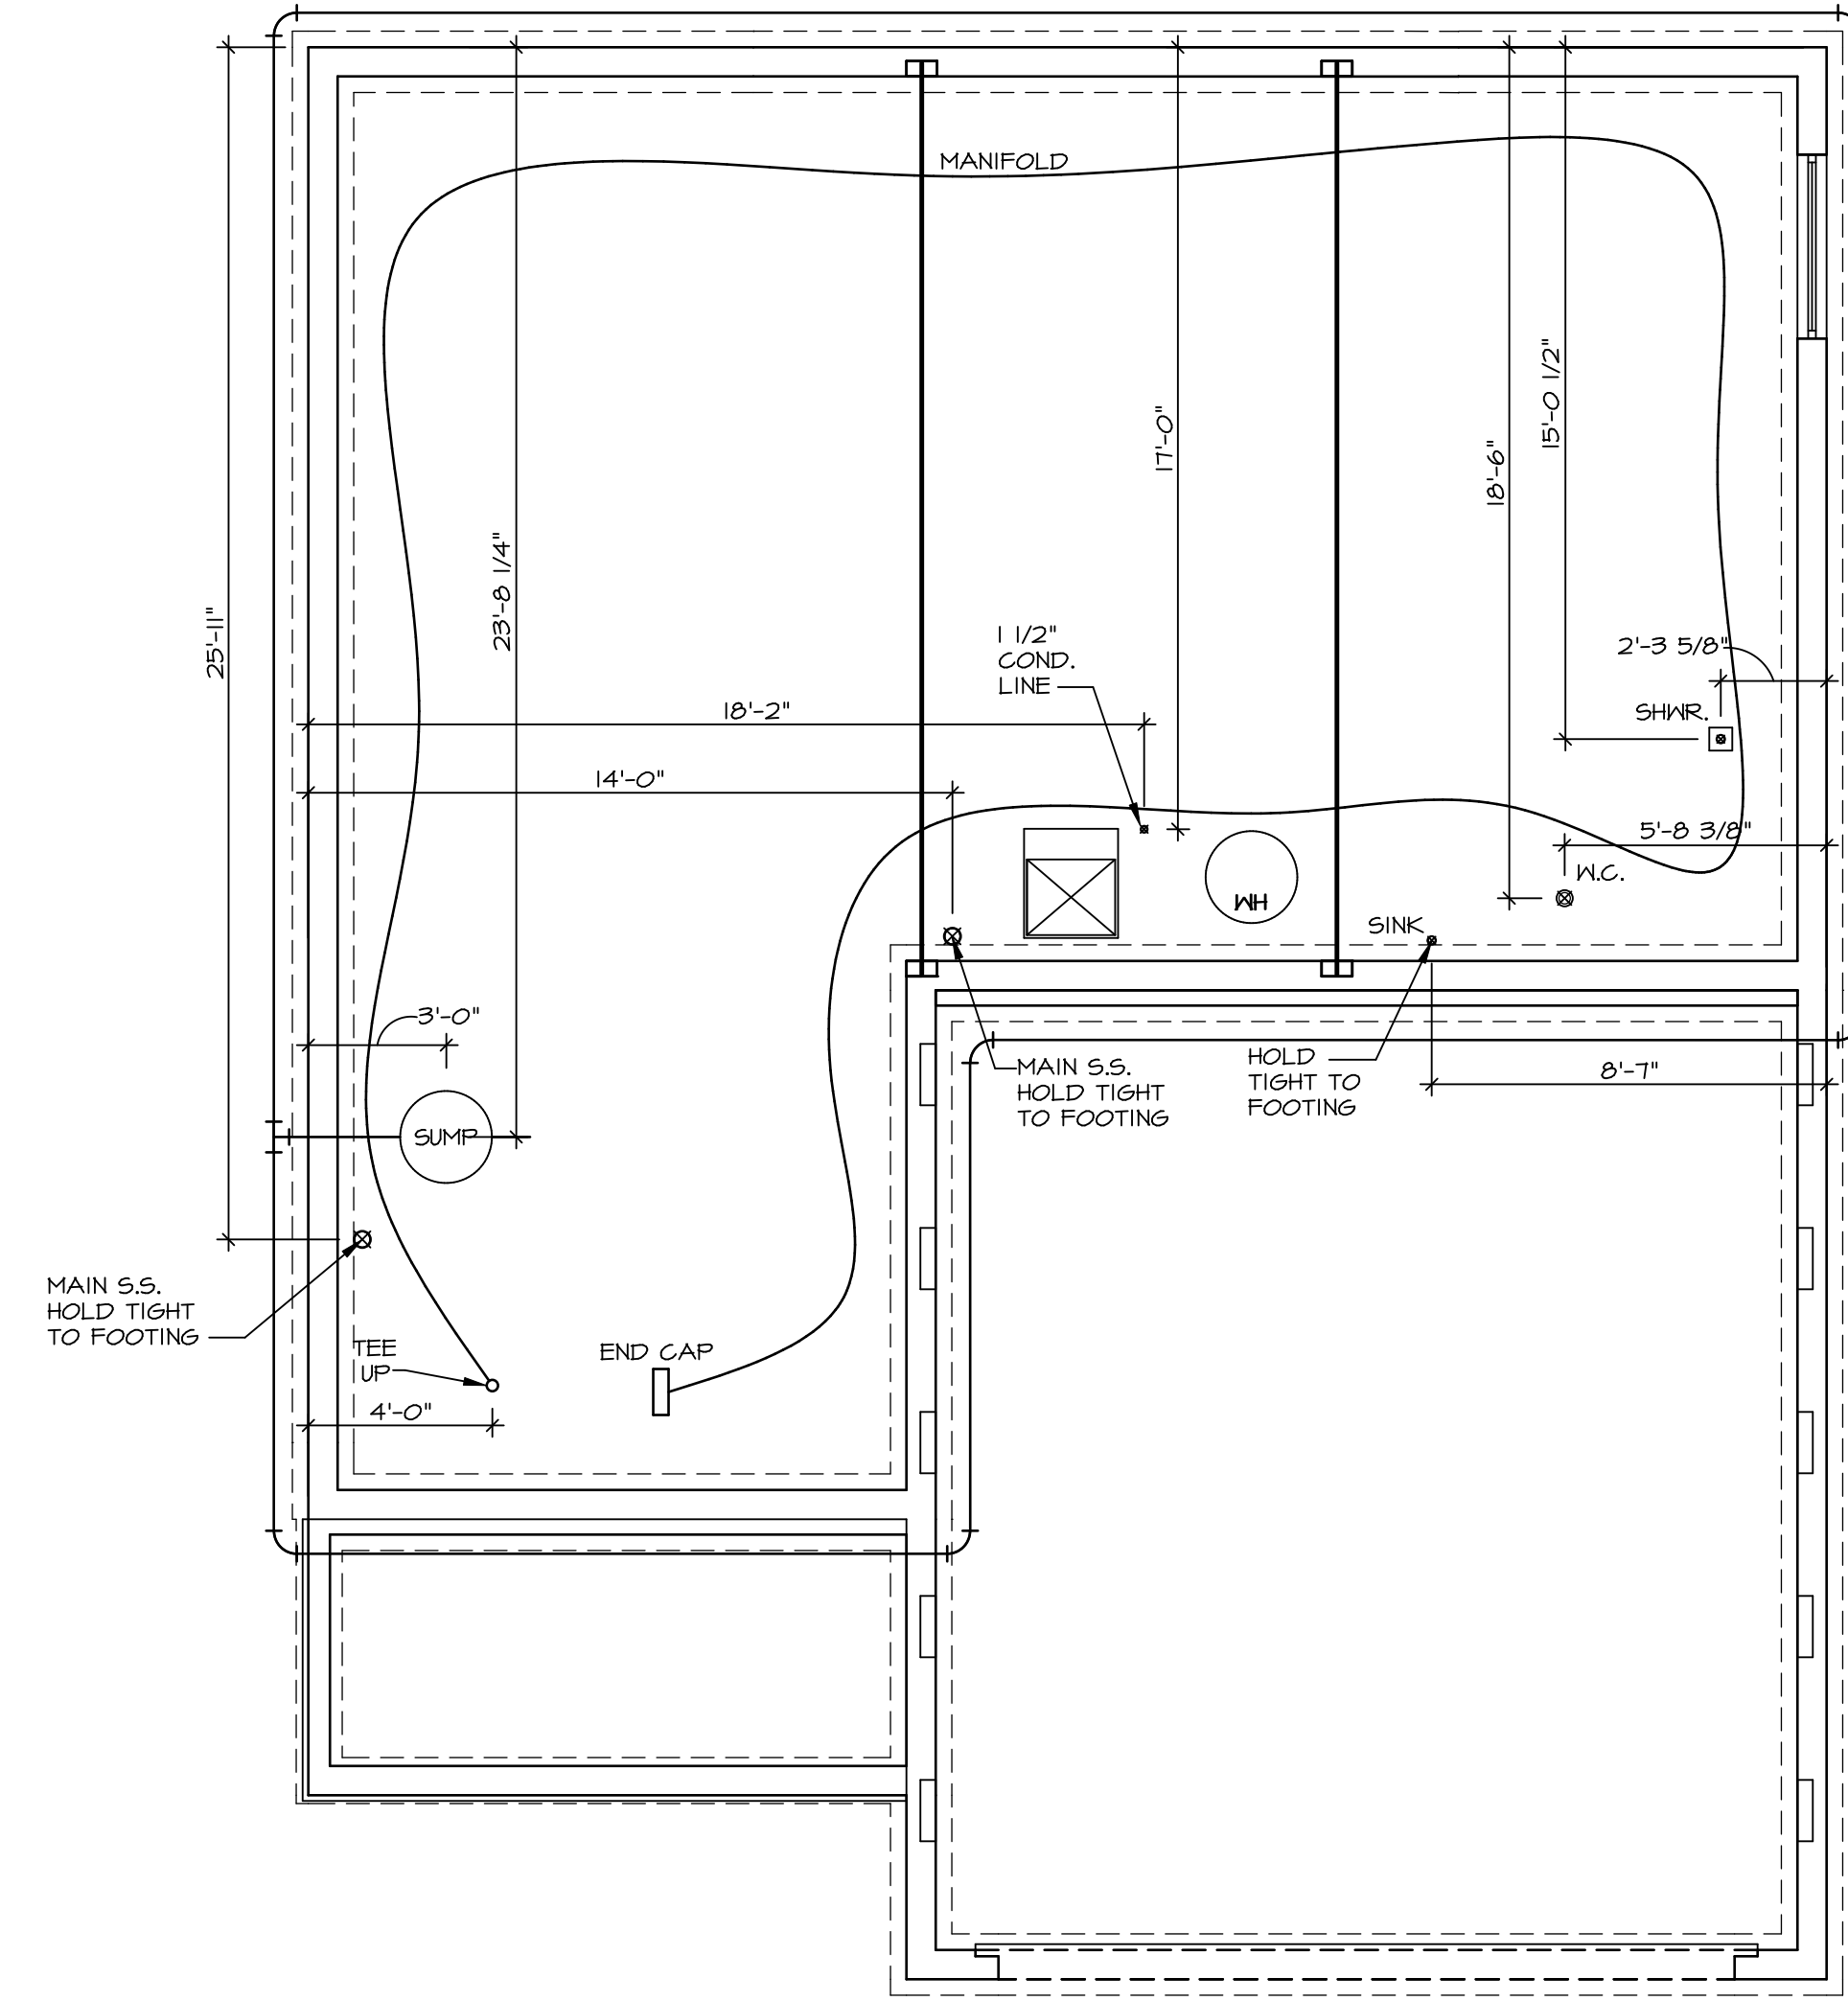 MANIFOLD
15'-0 1/2"
17'-0"
18'-6"
23'-8 1/4"
25'-11"
1 1/2"
COND.
LINE
2'-3 5/8"
SHWR.
18'-2"
14'-0"
5'-8 3/8"
W.C.
WH
SINK
3'-0"
MAIN S.S.
HOLD TIGHT
TO FOOTING
HOLD
TIGHT TO
FOOTING
8'-7"
SUMP
MAIN S.S.
HOLD TIGHT
TO FOOTING
TEE
UP
END CAP
4'-0"